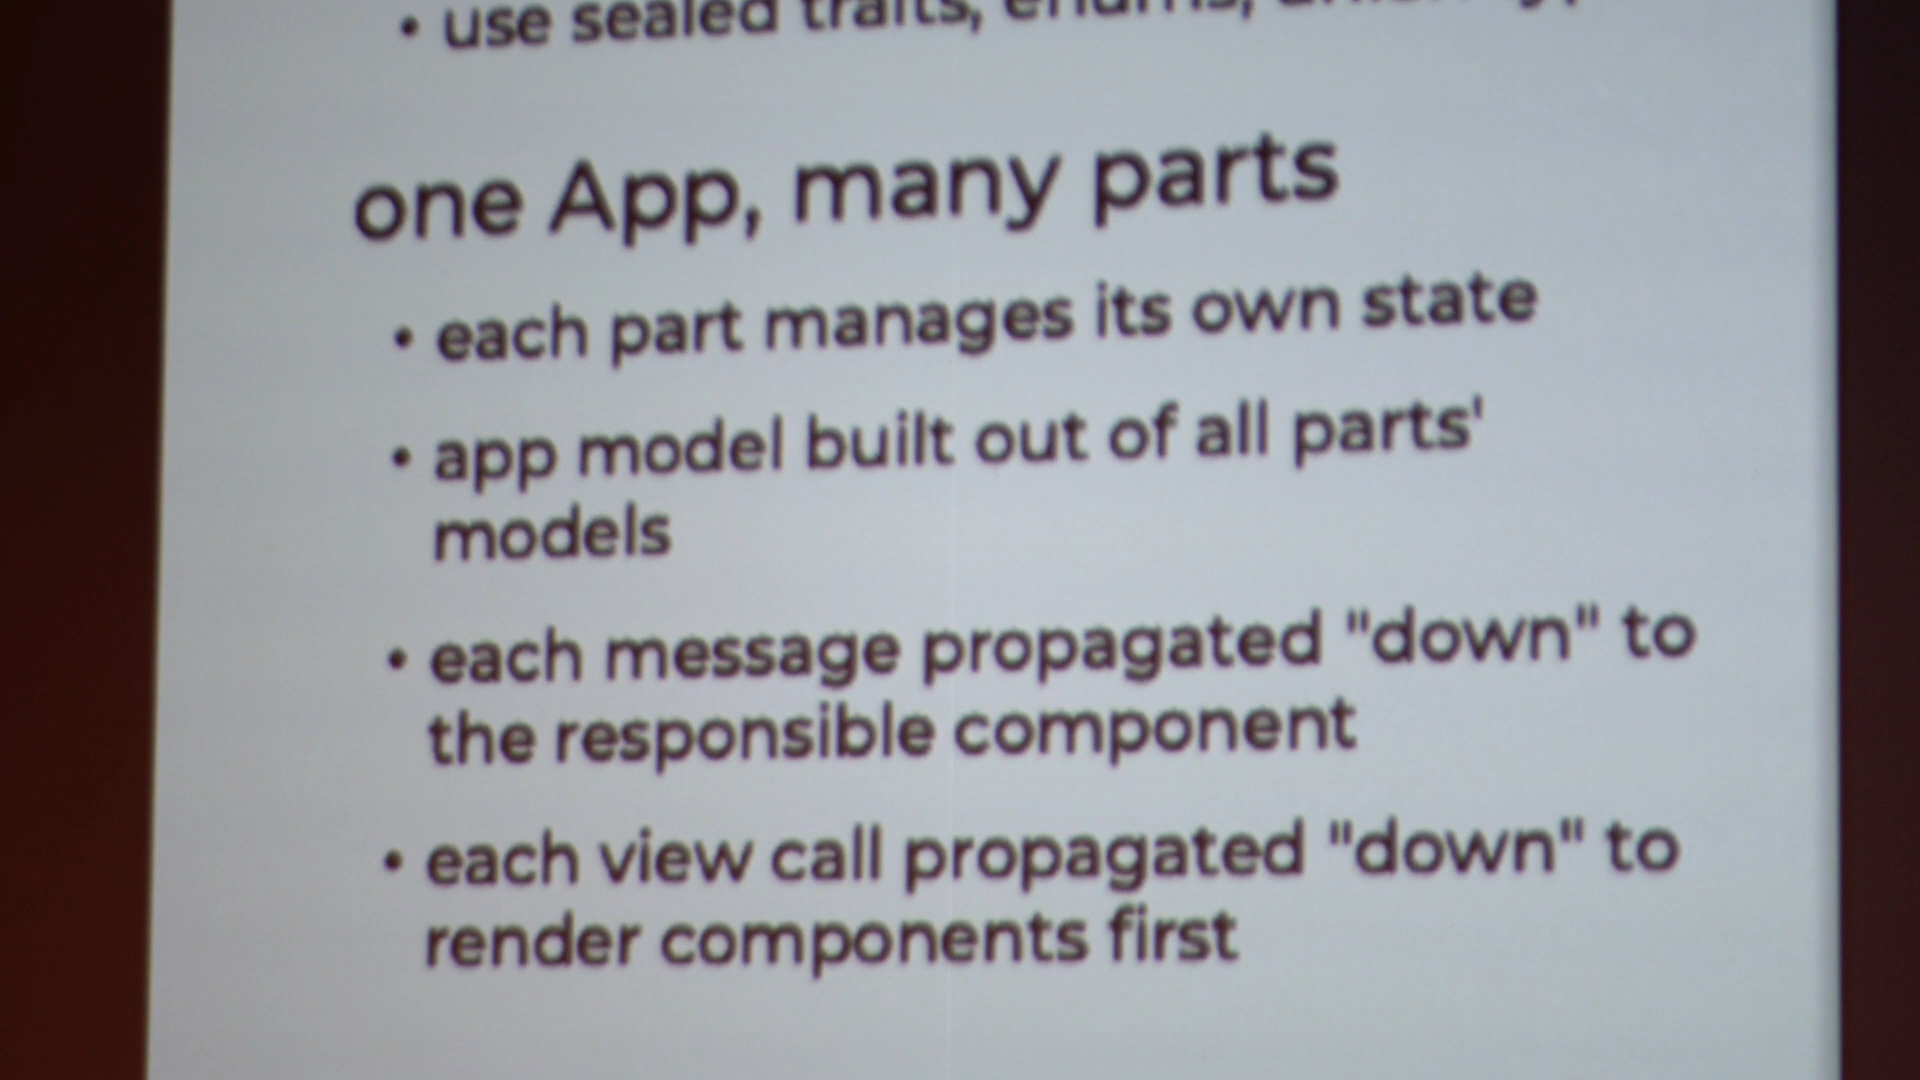 • use sealed traits, enums,
one App, many parts
• each part manages its own state
• app model built out of all parts'
models
• each message propagated "down" to
the responsible component
• each view call propagated "down" to
render components first